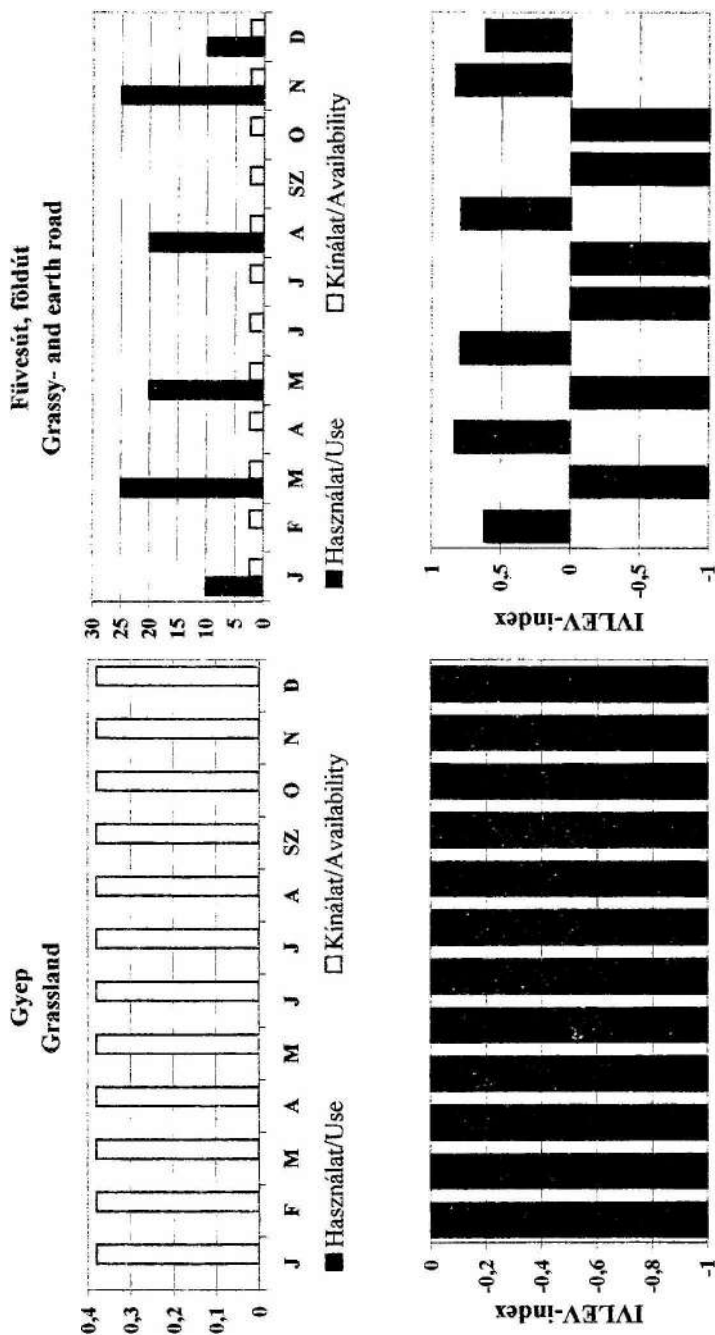 Gyep
Grassland
0,4
0,3
0,2
0,1
0
J F M A M J J A SZ O N D
Használat/Use Kínálat/Availability
IVLEV-index
0
-0,2
-0,4
-0,6
-0,8
-1
Füvesút, földút
Grassy- and earth road
30
25
20
15
10
5
0
J F M A M J J A SZ O N D
Használat/Use Kínálat/Availability
IVLEV-index
1
0,5
0
-0,5
-1